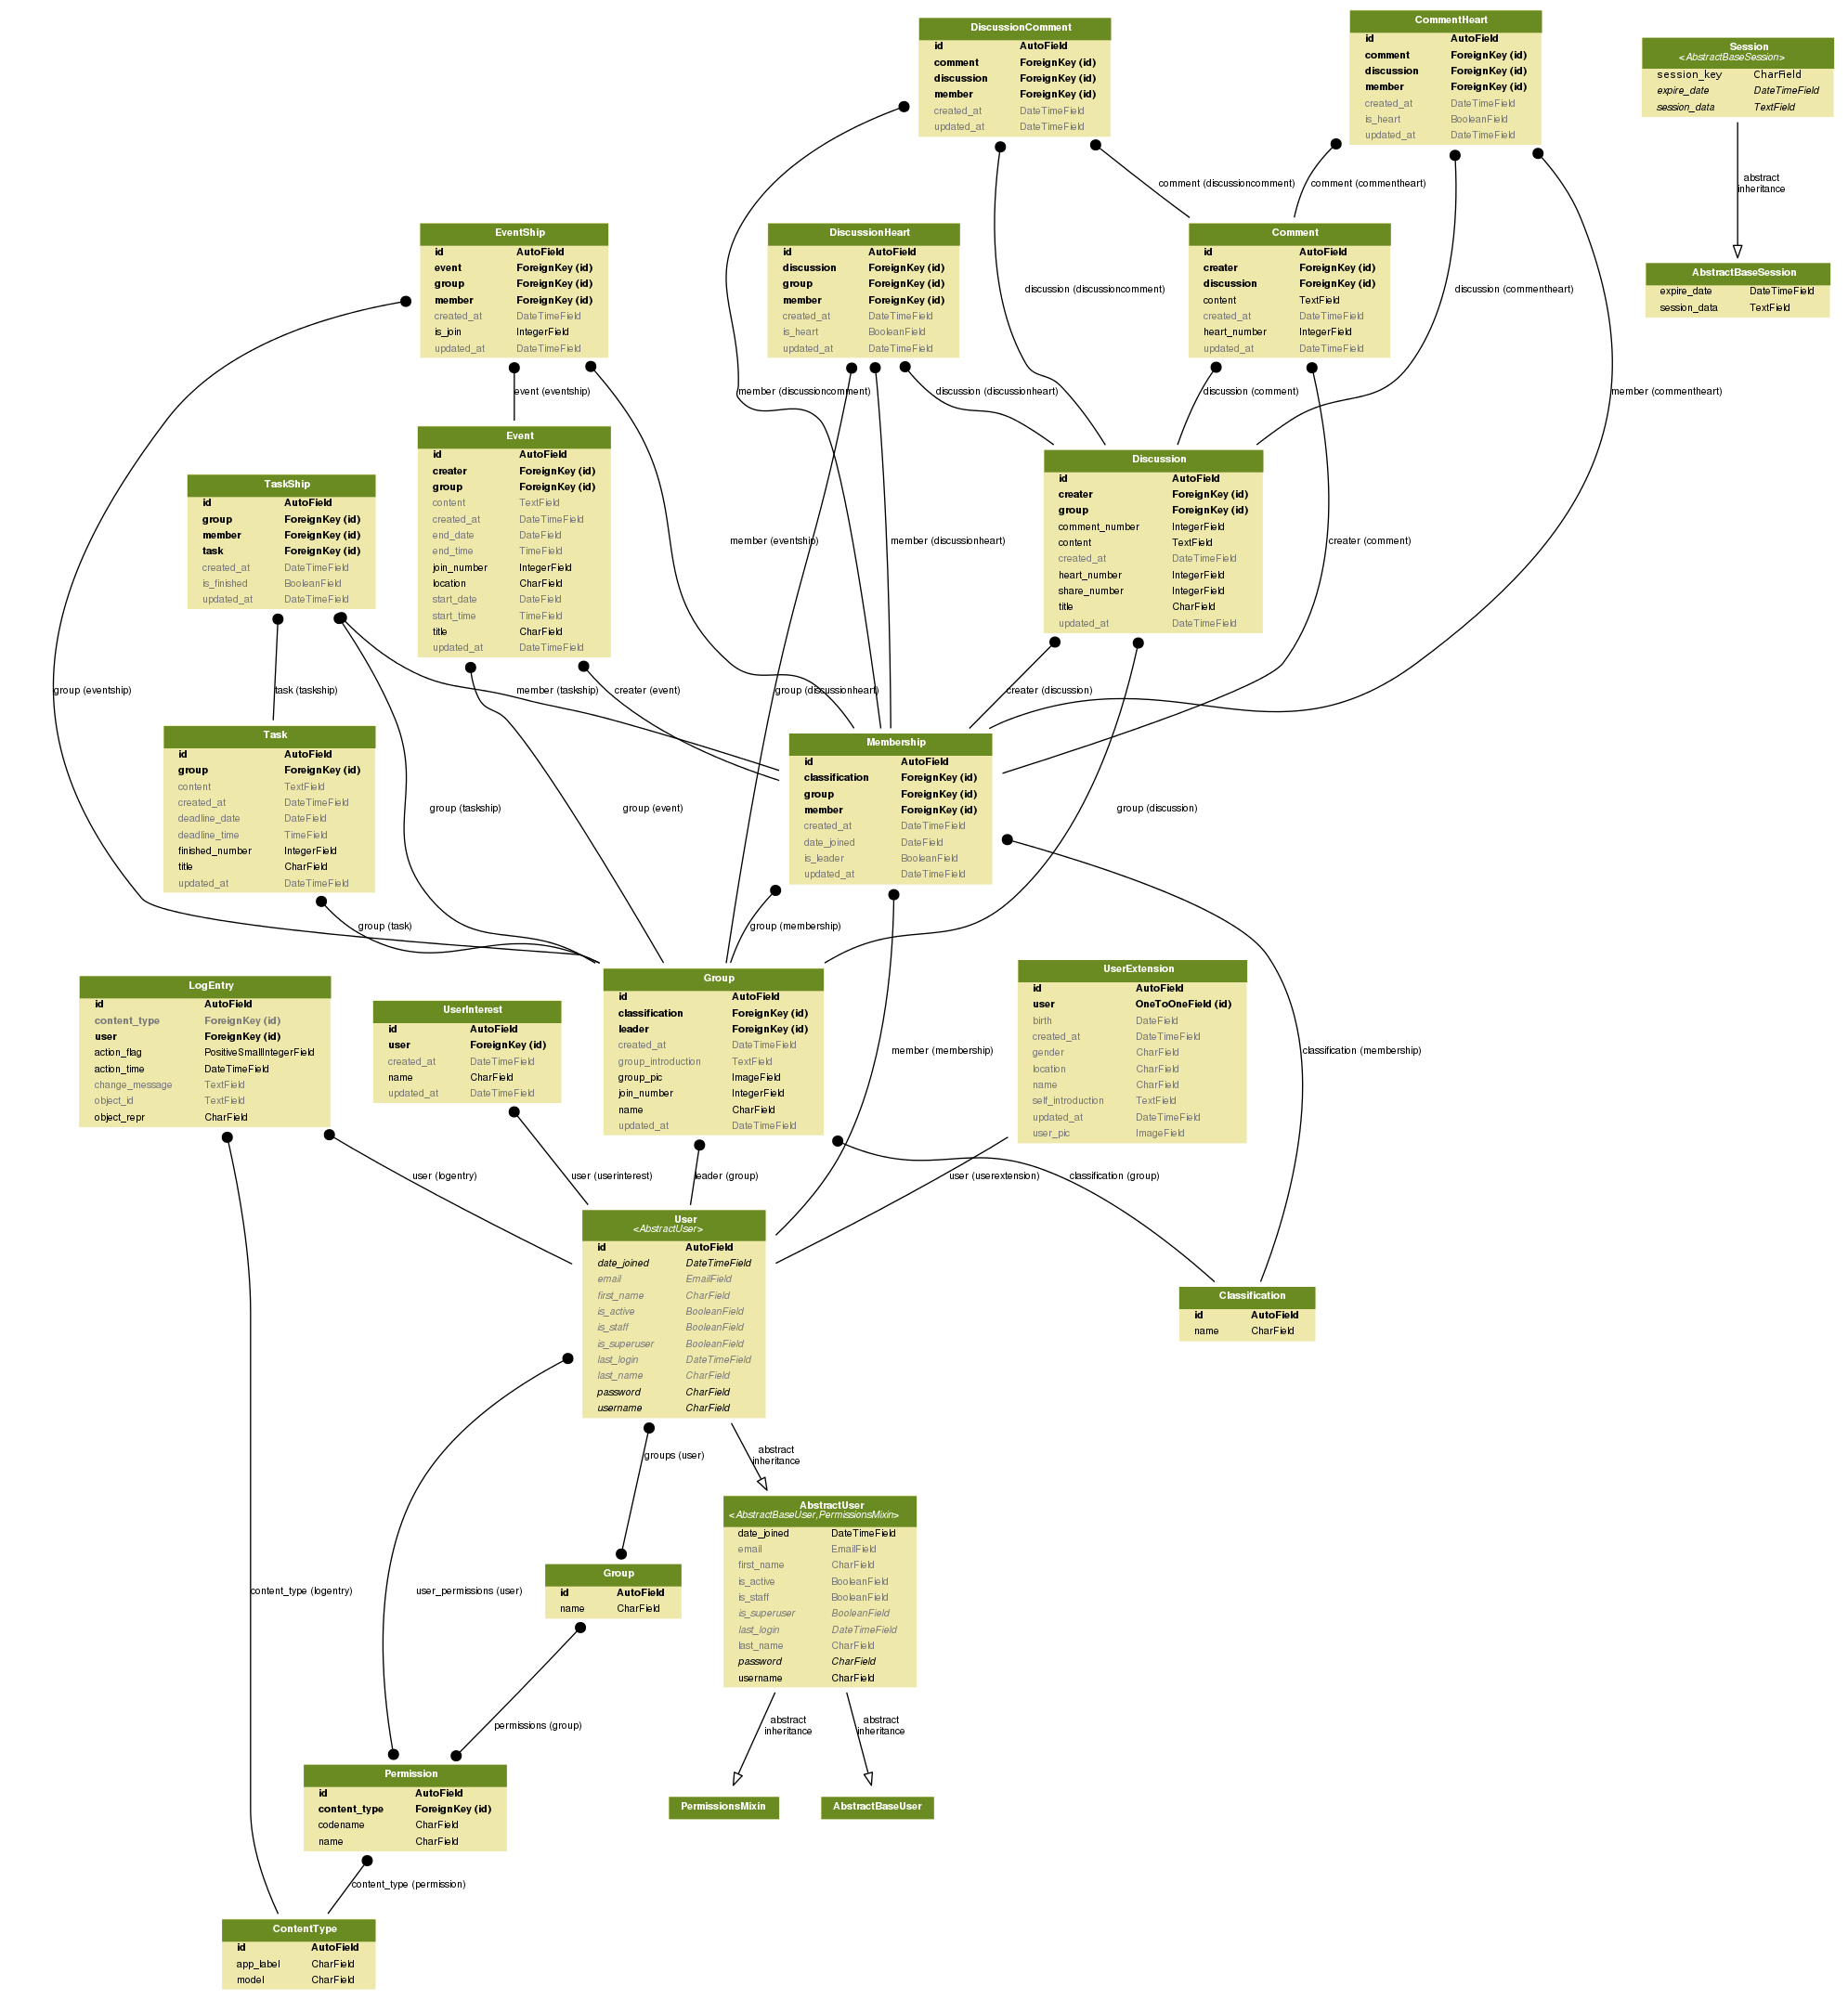 DiscussionComment
id AutoField
comment ForeignKey (id)
discussion ForeignKey (id)
member ForeignKey (id)
created_at DateTimeField
updated_at DateTimeField
CommentHeart
id AutoField
comment ForeignKey (id)
discussion ForeignKey (id)
member ForeignKey (id)
created_at DateTimeField
is_heart BooleanField
updated_at DateTimeField
Session
<AbstractBaseSession>
session_key CharField
expire_date DateTimeField
session_data TextField
comment (discussioncomment)
comment (commentheart)
abstract
inheritance
EventShip
id AutoField
event ForeignKey (id)
group ForeignKey (id)
member ForeignKey (id)
created_at DateTimeField
is_join IntegerField
updated_at DateTimeField
DiscussionHeart
id AutoField
discussion ForeignKey (id)
group ForeignKey (id)
member ForeignKey (id)
created_at DateTimeField
is_heart BooleanField
updated_at DateTimeField
discussion (discussioncomment)
Comment
id AutoField
creater ForeignKey (id)
discussion ForeignKey (id)
content TextField
created_at DateTimeField
heart_number IntegerField
updated_at DateTimeField
discussion (commentheart)
AbstractBaseSession
expire_date DateTimeField
session_data TextField
event (eventship)
member (discussioncomment)
discussion (discussionheart)
discussion (comment)
member (commentheart)
TaskShip
id AutoField
group ForeignKey (id)
member ForeignKey (id)
task ForeignKey (id)
created_at DateTimeField
is_finished BooleanField
updated_at DateTimeField
Event
id AutoField
creater ForeignKey (id)
group ForeignKey (id)
content TextField
created_at DateTimeField
end_date DateField
end_time TimeField
join_number IntegerField
location CharField
start_date DateField
start_time TimeField
title CharField
updated_at DateTimeField
member (eventship)
member (discussionheart)
Discussion
id AutoField
creater ForeignKey (id)
group ForeignKey (id)
comment_number IntegerField
content TextField
created_at DateTimeField
heart_number IntegerField
share_number IntegerField
title CharField
updated_at DateTimeField
creater (comment)
group (eventship)
task (taskship)
member (taskship)
creater (event)
group (discussionheart)
creater (discussion)
Task
id AutoField
group ForeignKey (id)
content TextField
created_at DateTimeField
deadline_date DateField
deadline_time TimeField
finished_number IntegerField
title CharField
updated_at DateTimeField
group (taskship)
group (event)
Membership
id AutoField
classification ForeignKey (id)
group ForeignKey (id)
member ForeignKey (id)
created_at DateTimeField
date_joined DateField
is_leader BooleanField
updated_at DateTimeField
group (discussion)
group (task)
group (membership)
LogEntry
id AutoField
content_type ForeignKey (id)
user ForeignKey (id)
action_flag PositiveSmallIntegerField
action_time DateTimeField
change_message TextField
object_id TextField
object_repr CharField
UserInterest
id AutoField
user ForeignKey (id)
created_at DateTimeField
name CharField
updated_at DateTimeField
Group
id AutoField
classification ForeignKey (id)
leader ForeignKey (id)
created_at DateTimeField
group_introduction TextField
group_pic ImageField
join_number IntegerField
name CharField
updated_at DateTimeField
member (membership)
UserExtension
id AutoField
user OneToOneField (id)
birth DateField
created_at DateTimeField
gender CharField
location CharField
name CharField
self_introduction TextField
updated_at DateTimeField
user_pic ImageField
classification (membership)
user (logentry)
user (userinterest)
leader (group)
user (userextension)
classification (group)
User
<AbstractUser>
id AutoField
date_joined DateTimeField
email EmailField
first_name CharField
is_active BooleanField
is_staff BooleanField
is_superuser BooleanField
last_login DateTimeField
last_name CharField
password CharField
username CharField
Classification
id AutoField
name CharField
groups (user)
abstract
inheritance
AbstractUser
<AbstractBaseUser,PermissionsMixin>
date_joined DateTimeField
email EmailField
first_name CharField
is_active BooleanField
is_staff BooleanField
is_superuser BooleanField
last_login DateTimeField
last_name CharField
password CharField
username CharField
content_type (logentry)
user_permissions (user)
Group
id AutoField
name CharField
permissions (group)
abstract
inheritance
abstract
inheritance
Permission
id AutoField
content_type ForeignKey (id)
codename CharField
name CharField
PermissionsMixin
AbstractBaseUser
content_type (permission)
ContentType
id AutoField
app_label CharField
model CharField